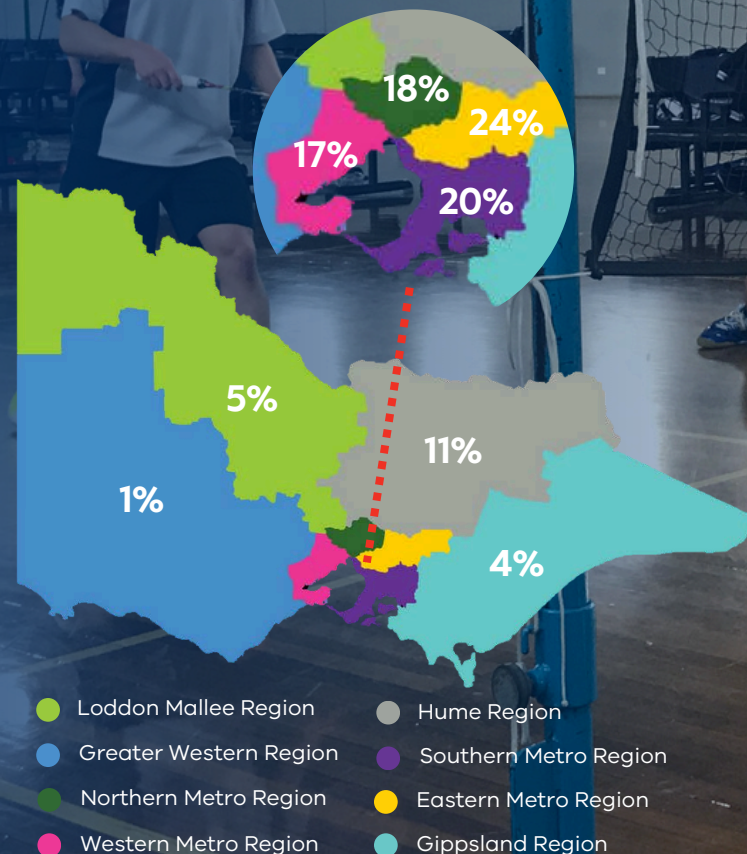 18%
24%
17%
20%
5%
11%
1%
4%
Loddon Mallee Region
Hume Region
Greater Western Region
Southern Metro Region
Northern Metro Region
Eastern Metro Region
Western Metro Region
Gippsland Region